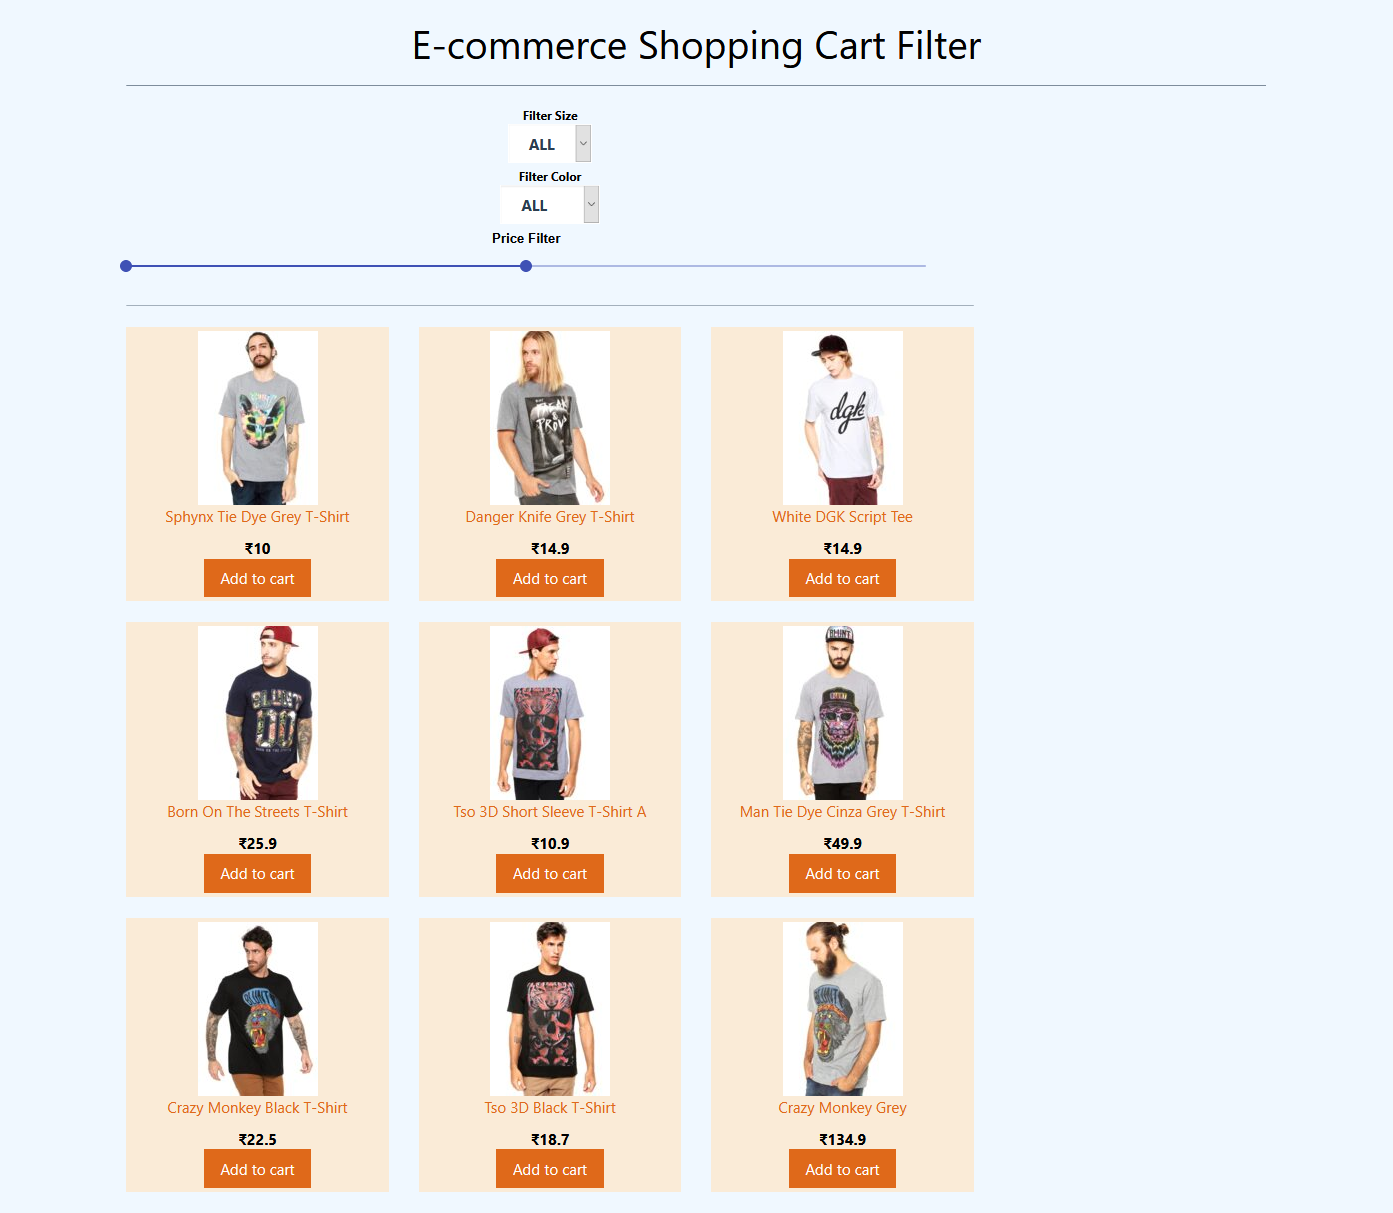 E-commerce Shopping Cart Filter
Filter Size
ALL
Filter Color
ALL
Price Filter
dgk
Sphynx Tie Dye Grey T-Shirt
Danger Knife Grey T-Shirt
White DGK Script Tee
₹10
₹14.9
₹14.9
Add to cart
Add to cart
Add to cart
BLUNT
Born On The Streets T-Shirt
Tso 3D Short Sleeve T-Shirt A
Man Tie Dye Cinza Grey T-Shirt
₹25.9
₹10.9
₹49.9
Add to cart
Add to cart
Add to cart
BLUNT
BLUNT
Crazy Monkey Black T-Shirt
Tso 3D Black T-Shirt
Crazy Monkey Grey
₹22.5
₹18.7
₹134.9
Add to cart
Add to cart
Add to cart